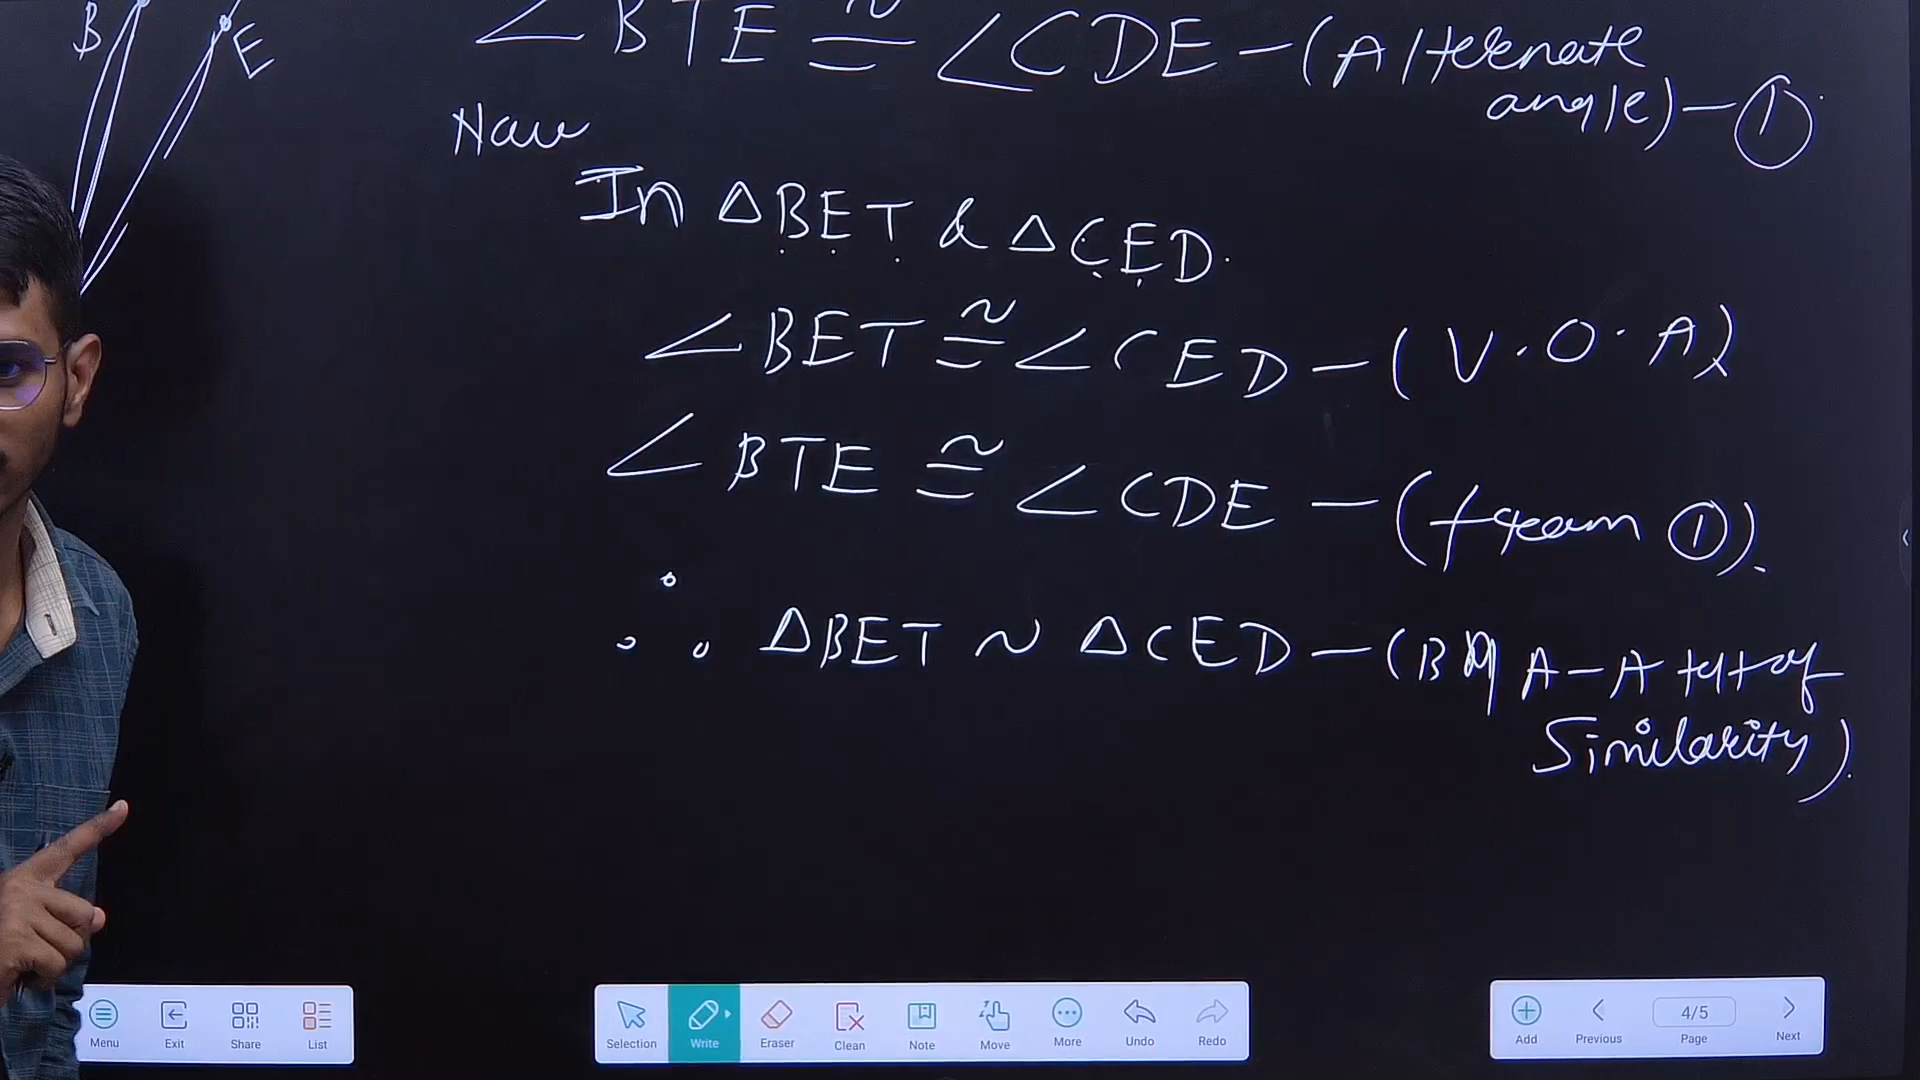 B
E
∠BTE ≅ ∠CDE – (Alternate
angle) – ①
Now
In △BET & △CED.
∠BET ≅ ∠CED – (V.O.A)
∠BTE ≅ ∠CDE – (from ①).
∴ △BET ~ △CED – (By A–A test of
Similarity).
Menu Exit Share List Selection Write Eraser Clean Note Move More Undo Redo Add Previous 4/5 Page Next